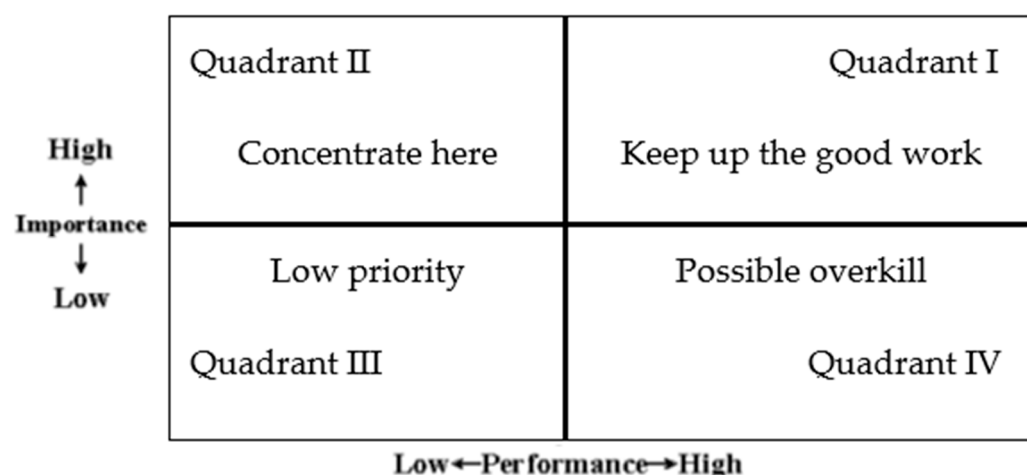 Quadrant II
Quadrant I
Concentrate here
Keep up the good work
High
↑
Importance
↓
Low
Low priority
Possible overkill
Quadrant III
Quadrant IV
Low←Performance→High